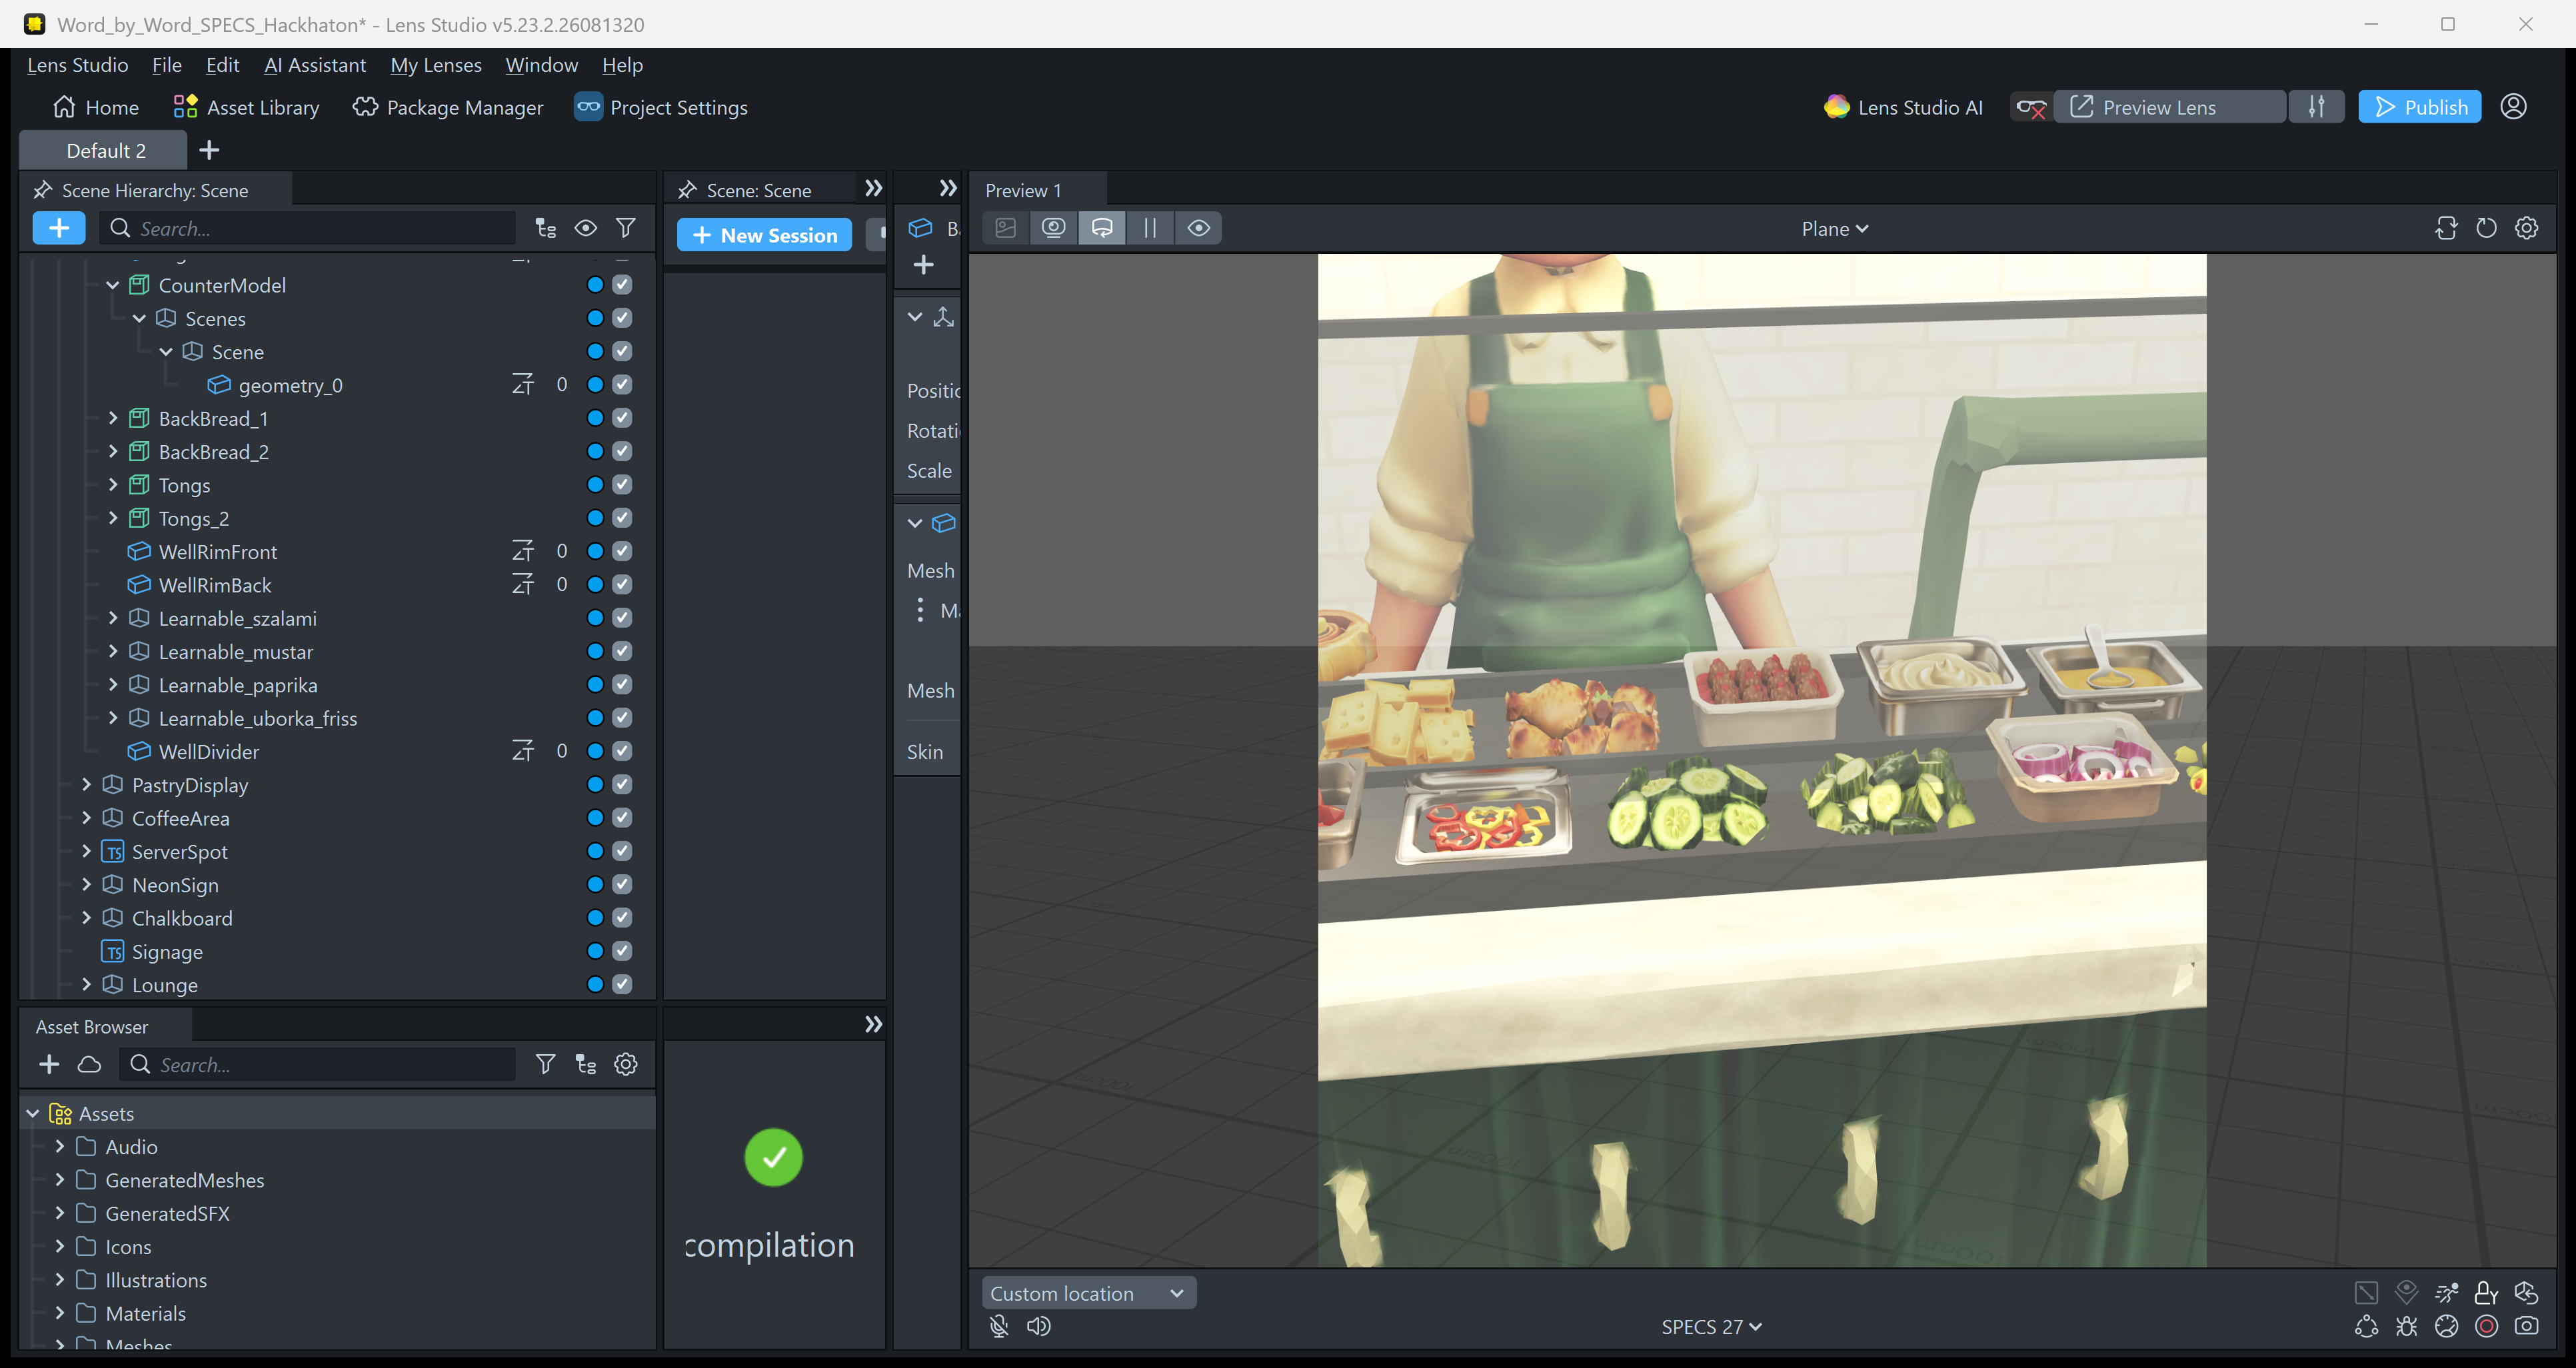 Word_by_Word_SPECS_Hackhaton* - Lens Studio v5.23.2.26081320
Lens Studio File Edit AI Assistant My Lenses Window Help
Home Asset Library Package Manager Project Settings
Lens Studio AI Preview Lens Publish
Default 2
Scene Hierarchy: Scene
Search...
CounterModel
Scenes
Scene
geometry_0 0
BackBread_1
BackBread_2
Tongs
Tongs_2
WellRimFront 0
WellRimBack 0
Learnable_szalami
Learnable_mustar
Learnable_paprika
Learnable_uborka_friss
WellDivider 0
PastryDisplay
CoffeeArea
TS ServerSpot
NeonSign
Chalkboard
TS Signage
Lounge
Asset Browser
Search...
Assets
Audio
GeneratedMeshes
GeneratedSFX
Icons
Illustrations
Materials
Meshes
Scene: Scene
New Session
compilation
Scale
Mesh
Mesh
Skin
Preview 1
Plane
Custom location
SPECS 27